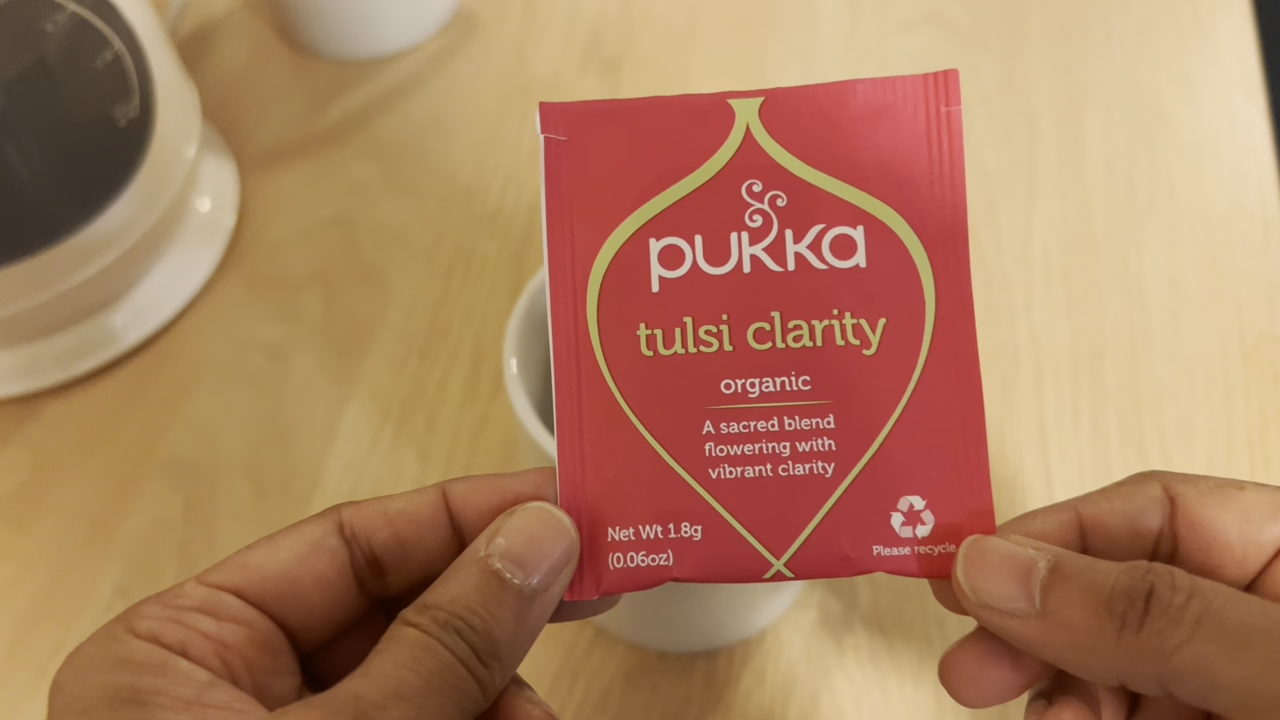 pukka
tulsi clarity
organic
A sacred blend
flowering with
vibrant clarity
Net Wt 1.8g
(0.06oz)
Please recycle